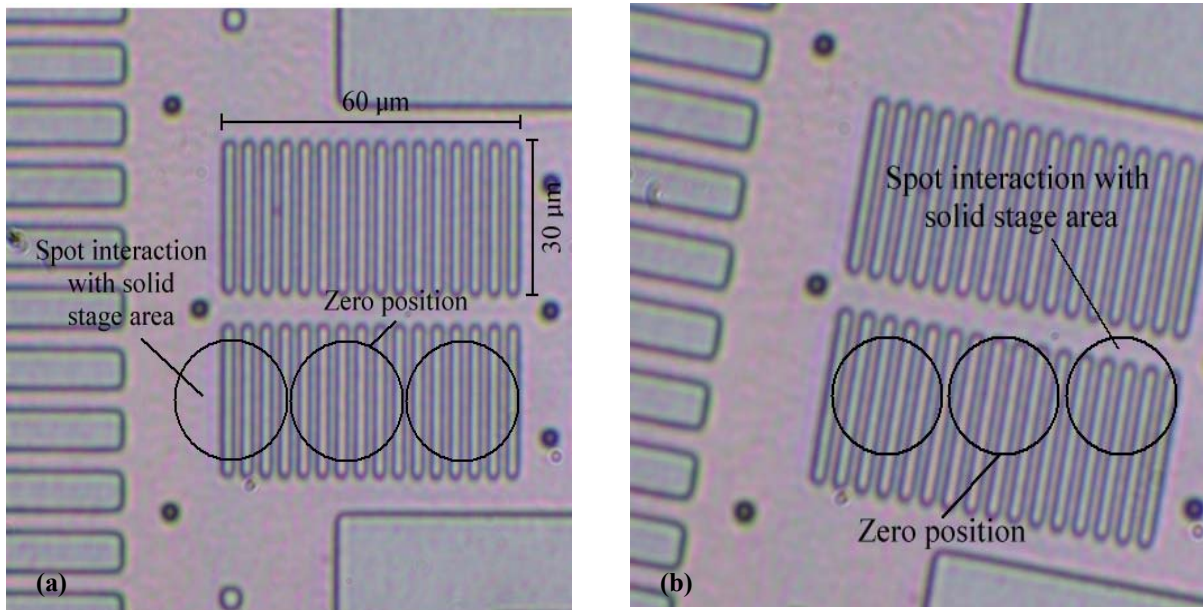 60 μm
30 μm
Spot interaction
with solid
stage area
Zero position
(a)
Spot interaction with
solid stage area
Zero position
(b)